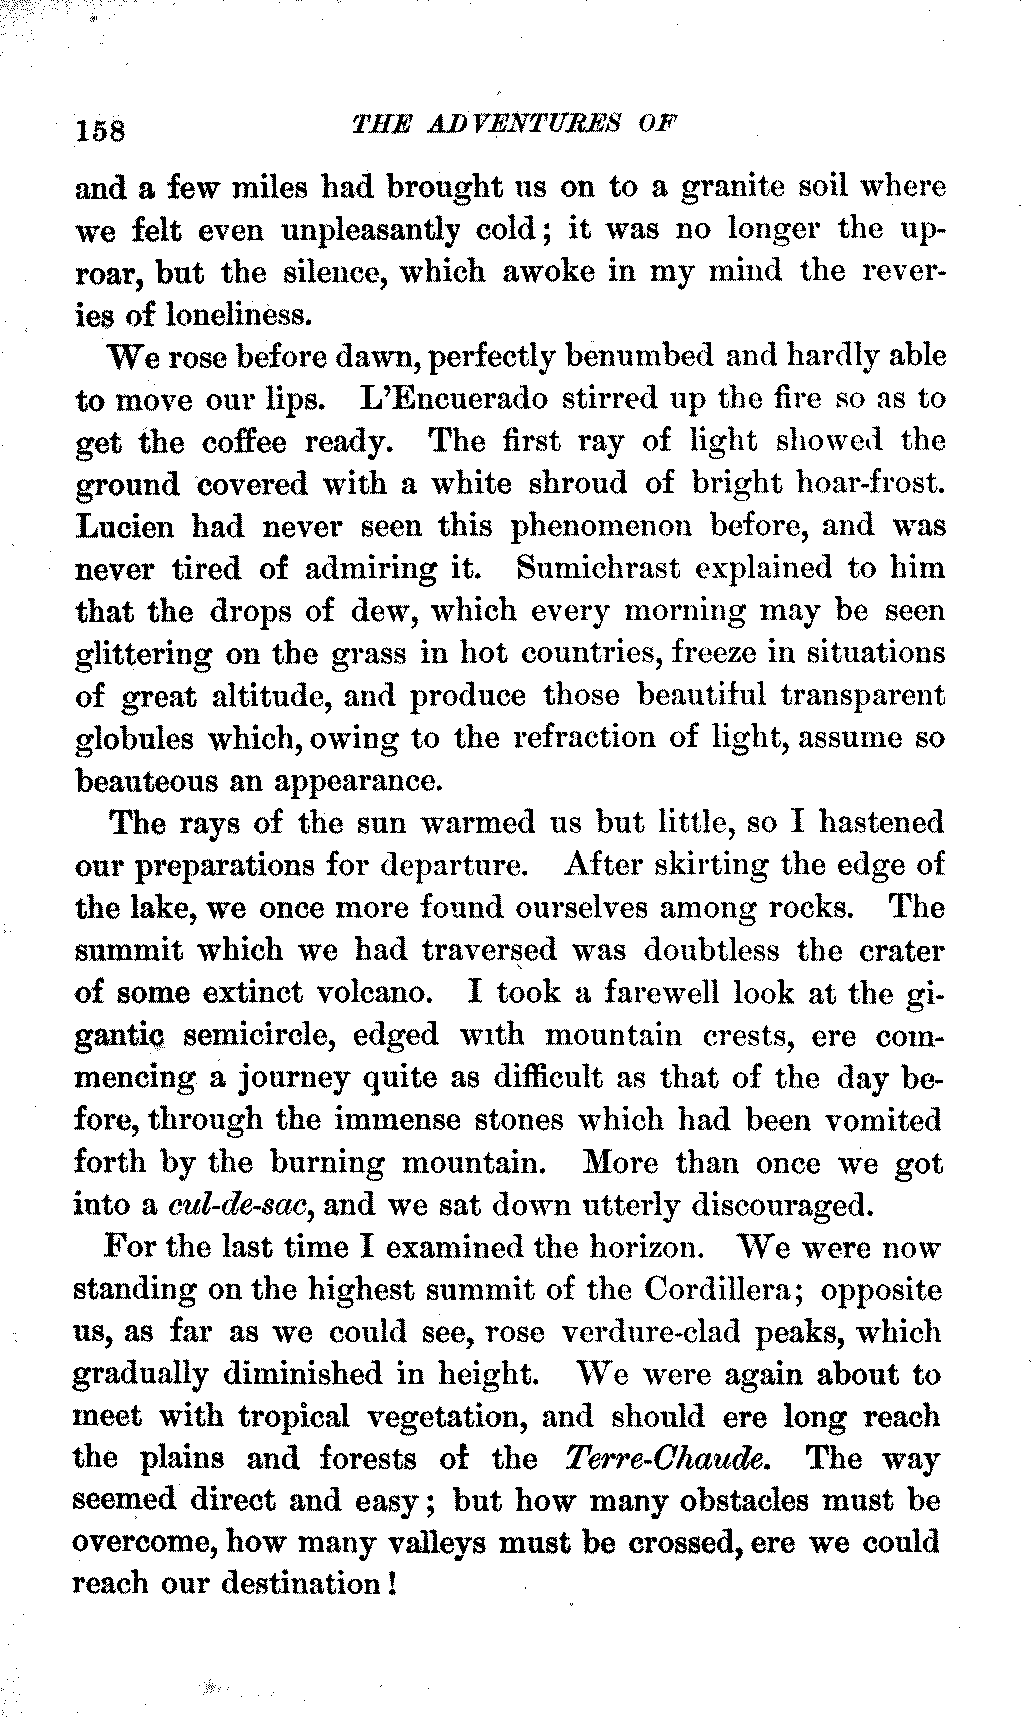 158 THE ADVENTURES OF
and a few miles had brought us on to a granite soil where
we felt even unpleasantly cold; it was no longer the up-
roar, but the silence, which awoke in my mind the rever-
ies of loneliness.
We rose before dawn, perfectly benumbed and hardly able
to move our lips. L'Encuerado stirred up the fire so as to
get the coffee ready. The first ray of light showed the
ground covered with a white shroud of bright hoar-frost.
Lucien had never seen this phenomenon before, and was
never tired of admiring it. Sumichrast explained to him
that the drops of dew, which every morning may be seen
glittering on the grass in hot countries, freeze in situations
of great altitude, and produce those beautiful transparent
globules which, owing to the refraction of light, assume so
beauteous an appearance.
The rays of the sun warmed us but little, so I hastened
our preparations for departure. After skirting the edge of
the lake, we once more found ourselves among rocks. The
summit which we had traversed was doubtless the crater
of some extinct volcano. I took a farewell look at the gi-
gantic semicircle, edged with mountain crests, ere com-
mencing a journey quite as difficult as that of the day be-
fore, through the immense stones which had been vomited
forth by the burning mountain. More than once we got
into a cul-de-sac, and we sat down utterly discouraged.
For the last time I examined the horizon. We were now
standing on the highest summit of the Cordillera; opposite
us, as far as we could see, rose verdure-clad peaks, which
gradually diminished in height. We were again about to
meet with tropical vegetation, and should ere long reach
the plains and forests of the Terre-Chaude. The way
seemed direct and easy; but how many obstacles must be
overcome, how many valleys must be crossed, ere we could
reach our destination!